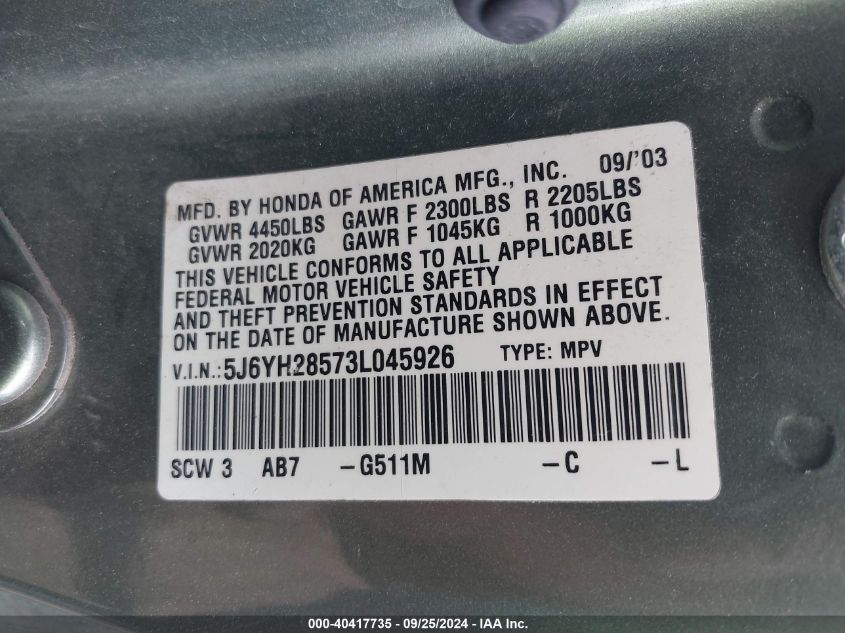 MFD. BY HONDA OF AMERICA MFG., INC. 09/'03
GVWR 4450LBS GAWR F 2300LBS R 2205LBS
GVWR 2020KG GAWR F 1045KG R 1000KG
THIS VEHICLE CONFORMS TO ALL APPLICABLE
FEDERAL MOTOR VEHICLE SAFETY
AND THEFT PREVENTION STANDARDS IN EFFECT
ON THE DATE OF MANUFACTURE SHOWN ABOVE.
V.I.N.:5J6YH28573L045926 TYPE: MPV
SCW 3 AB7 -G511M -C -L
000-40417735 - 09/25/2024 - IAA Inc.